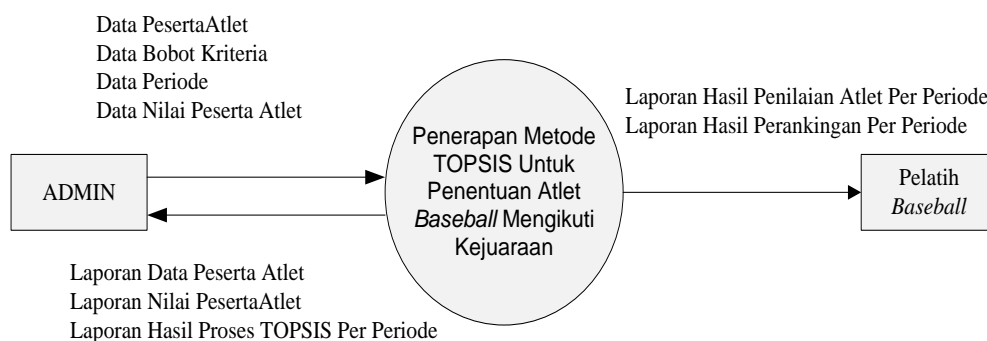 Data PesertaAtlet
Data Bobot Kriteria
Data Periode
Data Nilai Peserta Atlet
ADMIN
Laporan Data Peserta Atlet
Laporan Nilai PesertaAtlet
Laporan Hasil Proses TOPSIS Per Periode
Penerapan Metode
TOPSIS Untuk
Penentuan Atlet
Baseball Mengikuti
Kejuaraan
Laporan Hasil Penilaian Atlet Per Periode
Laporan Hasil Perankingan Per Periode
Pelatih
Baseball